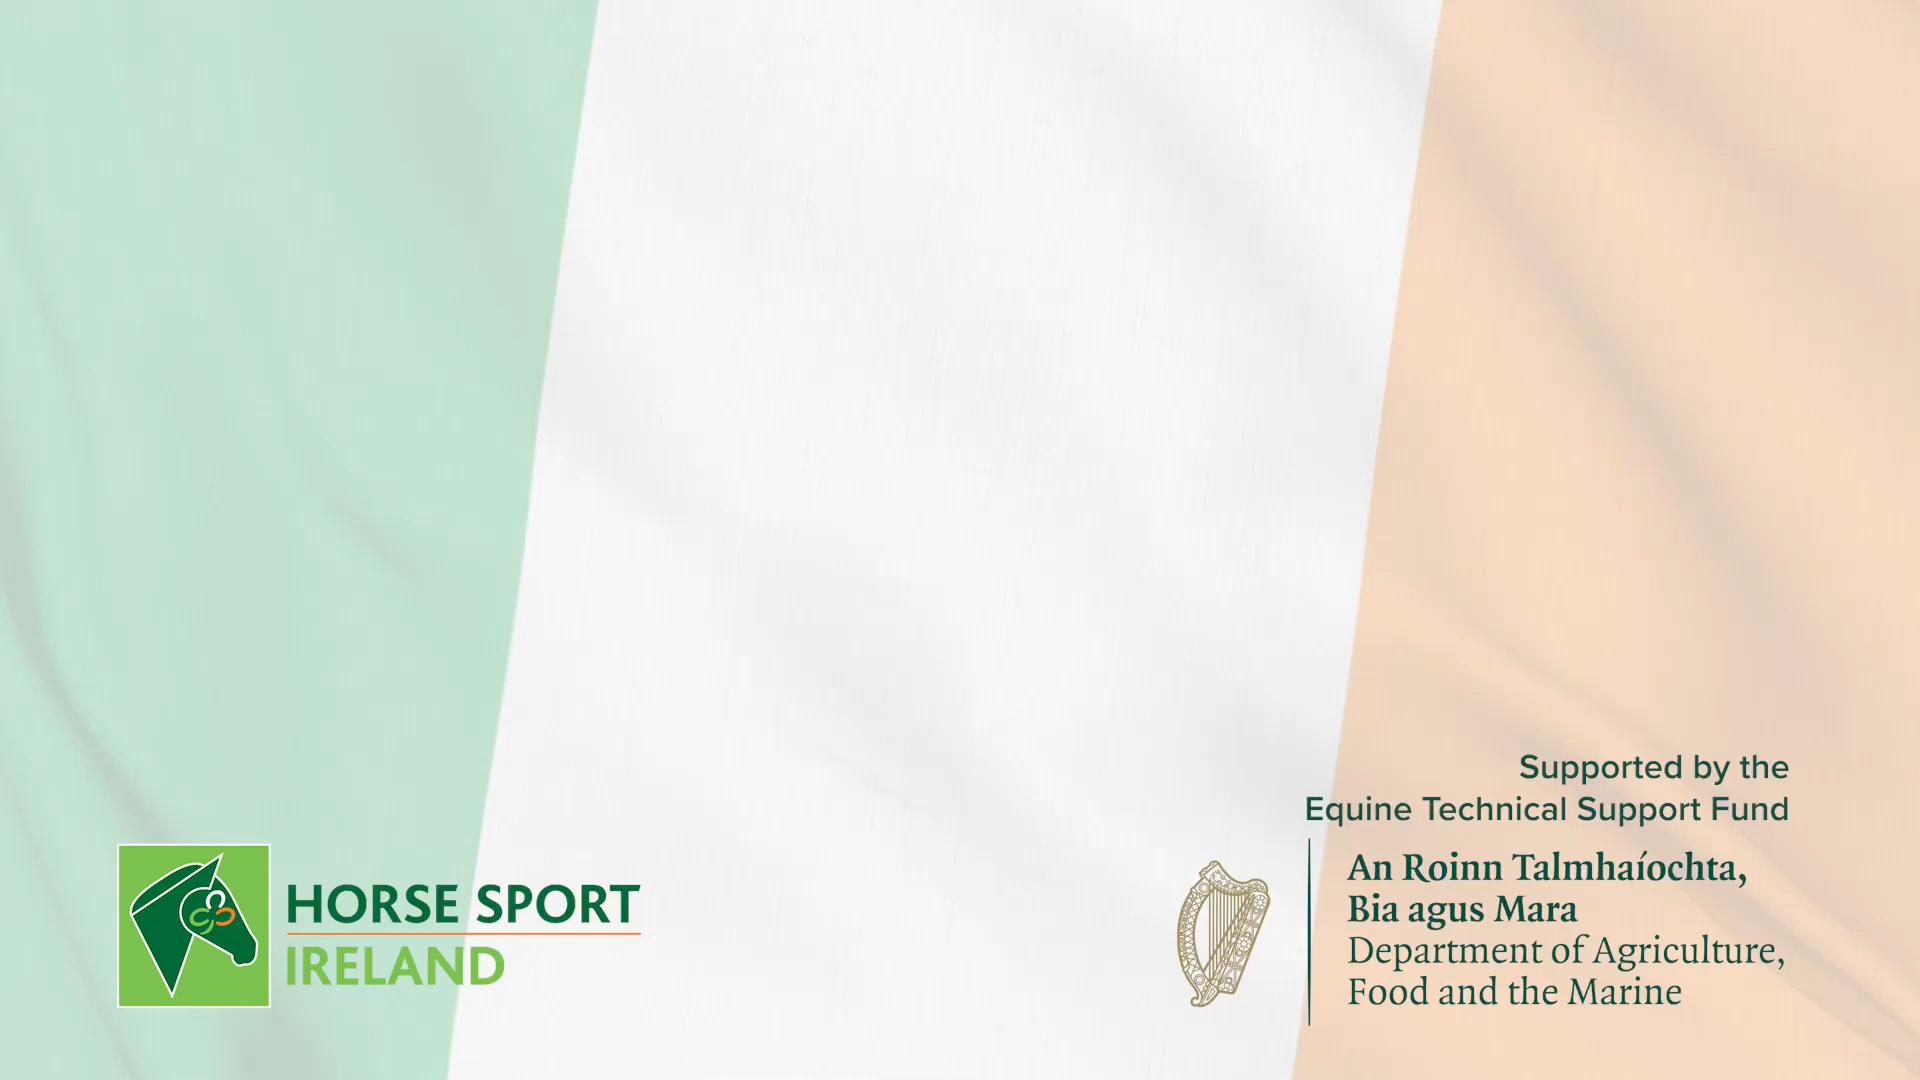 HORSE SPORT
IRELAND
Supported by the
Equine Technical Support Fund
An Roinn Talmhaíochta,
Bia agus Mara
Department of Agriculture,
Food and the Marine